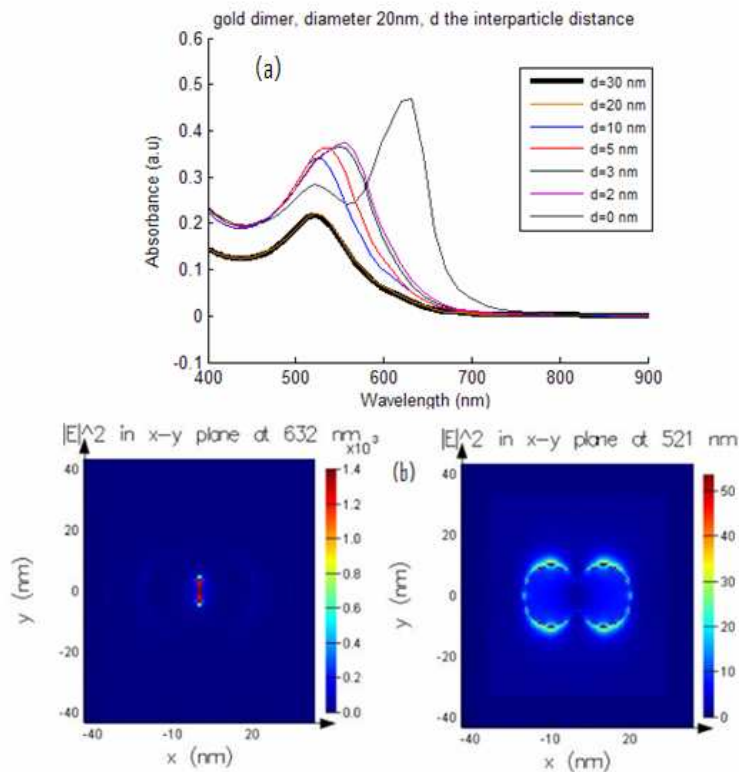 gold dimer, diameter 20nm, d the interparticle distance
(a)
0.6
0.5
0.4
0.3
0.2
0.1
0
-0.1
Absorbance (a.u)
d=30 nm
d=20 nm
d=10 nm
d=5 nm
d=3 nm
d=2 nm
d=0 nm
400 500 600 700 800 900
Wavelength (nm)
|E|^2 in x-y plane at 632 nm
×10³
40
20
0
-20
-40
y (nm)
-40 -20 0 20
x (nm)
1.4
1.2
1.0
0.8
0.6
0.4
0.2
0.0
(b)
|E|^2 in x-y plane at 521 nm
40
20
0
-20
-40
y (nm)
-40 -10 0 20
x (nm)
50
40
30
20
10
0